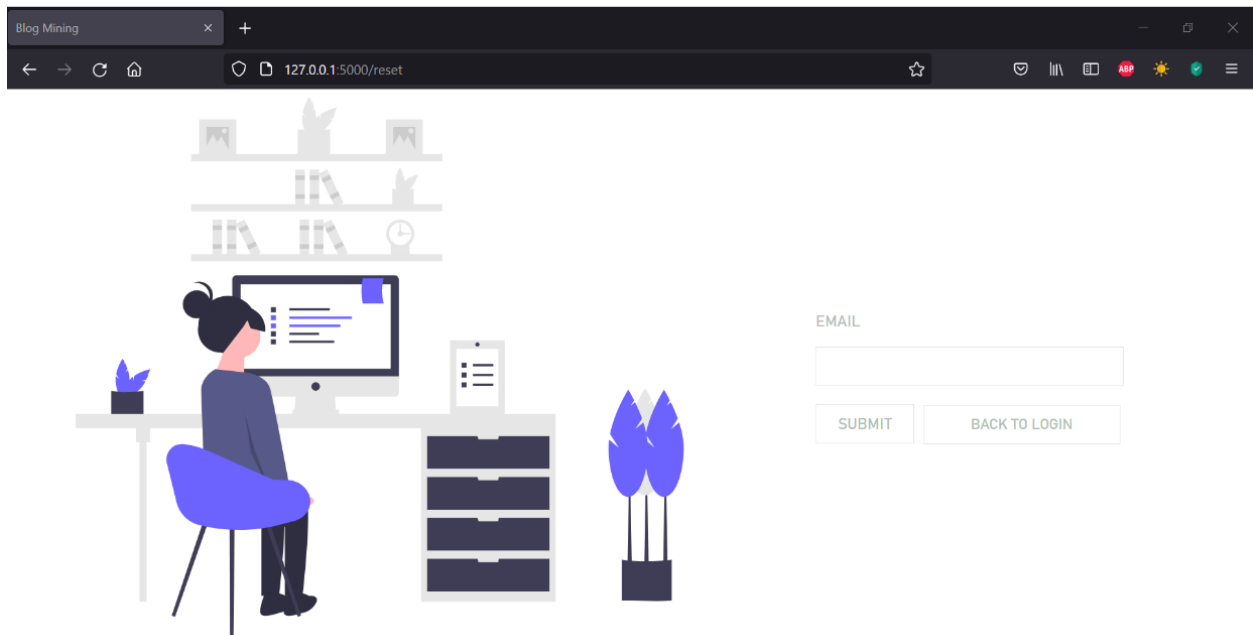 Blog Mining
127.0.0.1:5000/reset
ABP
EMAIL
SUBMIT
BACK TO LOGIN